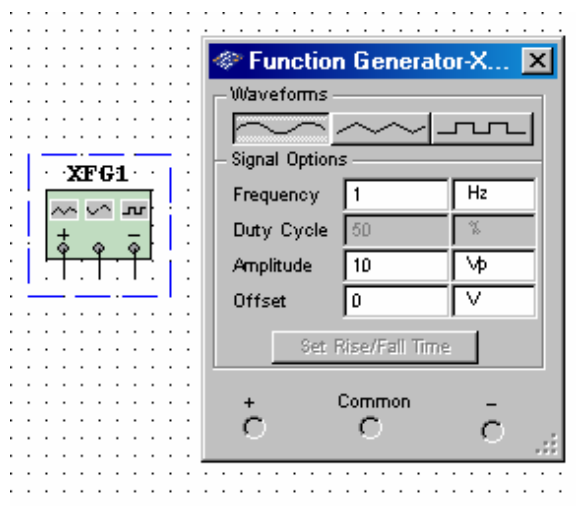 Function Generator-X...
Waveforms
Signal Options
Frequency 1 Hz
Duty Cycle 50 %
Amplitude 10 Vp
Offset 0 V
Set Rise/Fall Time
+ Common −
XFG1
+ −